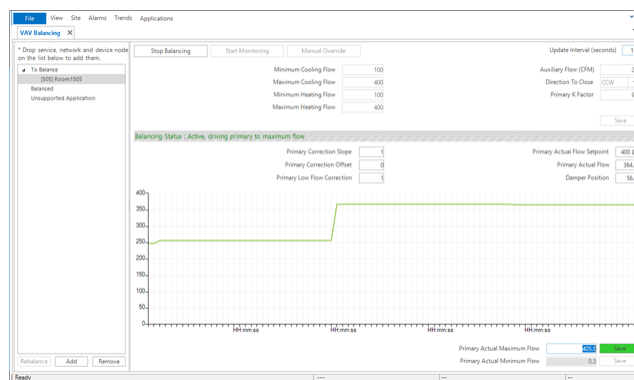 File View Site Alarms Trends Applications
VAV Balancing X
* Drop service, network and device node
on the list below to add them.
To Balance
[505] Room1505
Balanced
Unsupported Application
Stop Balancing Start Monitoring Manual Override Update Interval (seconds) 1
Minimum Cooling Flow 100 Auxiliary Flow (CFM) 2
Maximum Cooling Flow 400 Direction To Close CCW
Minimum Heating Flow 100 Primary K Factor 9
Maximum Heating Flow 400
Save
Balancing Status : Active, driving primary to maximum flow
Primary Correction Slope 1 Primary Actual Flow Setpoint 400
Primary Correction Offset 0 Primary Actual Flow 364.
Primary Low Flow Correction 1 Damper Position 56.
400
350
300
250
200
150
100
50
0
HH:mm:ss HH:mm:ss HH:mm:ss HH:mm:ss
Primary Actual Maximum Flow Save
Primary Actual Minimum Flow 0.3 Save
Rebalance Add Remove
Ready --- -- --